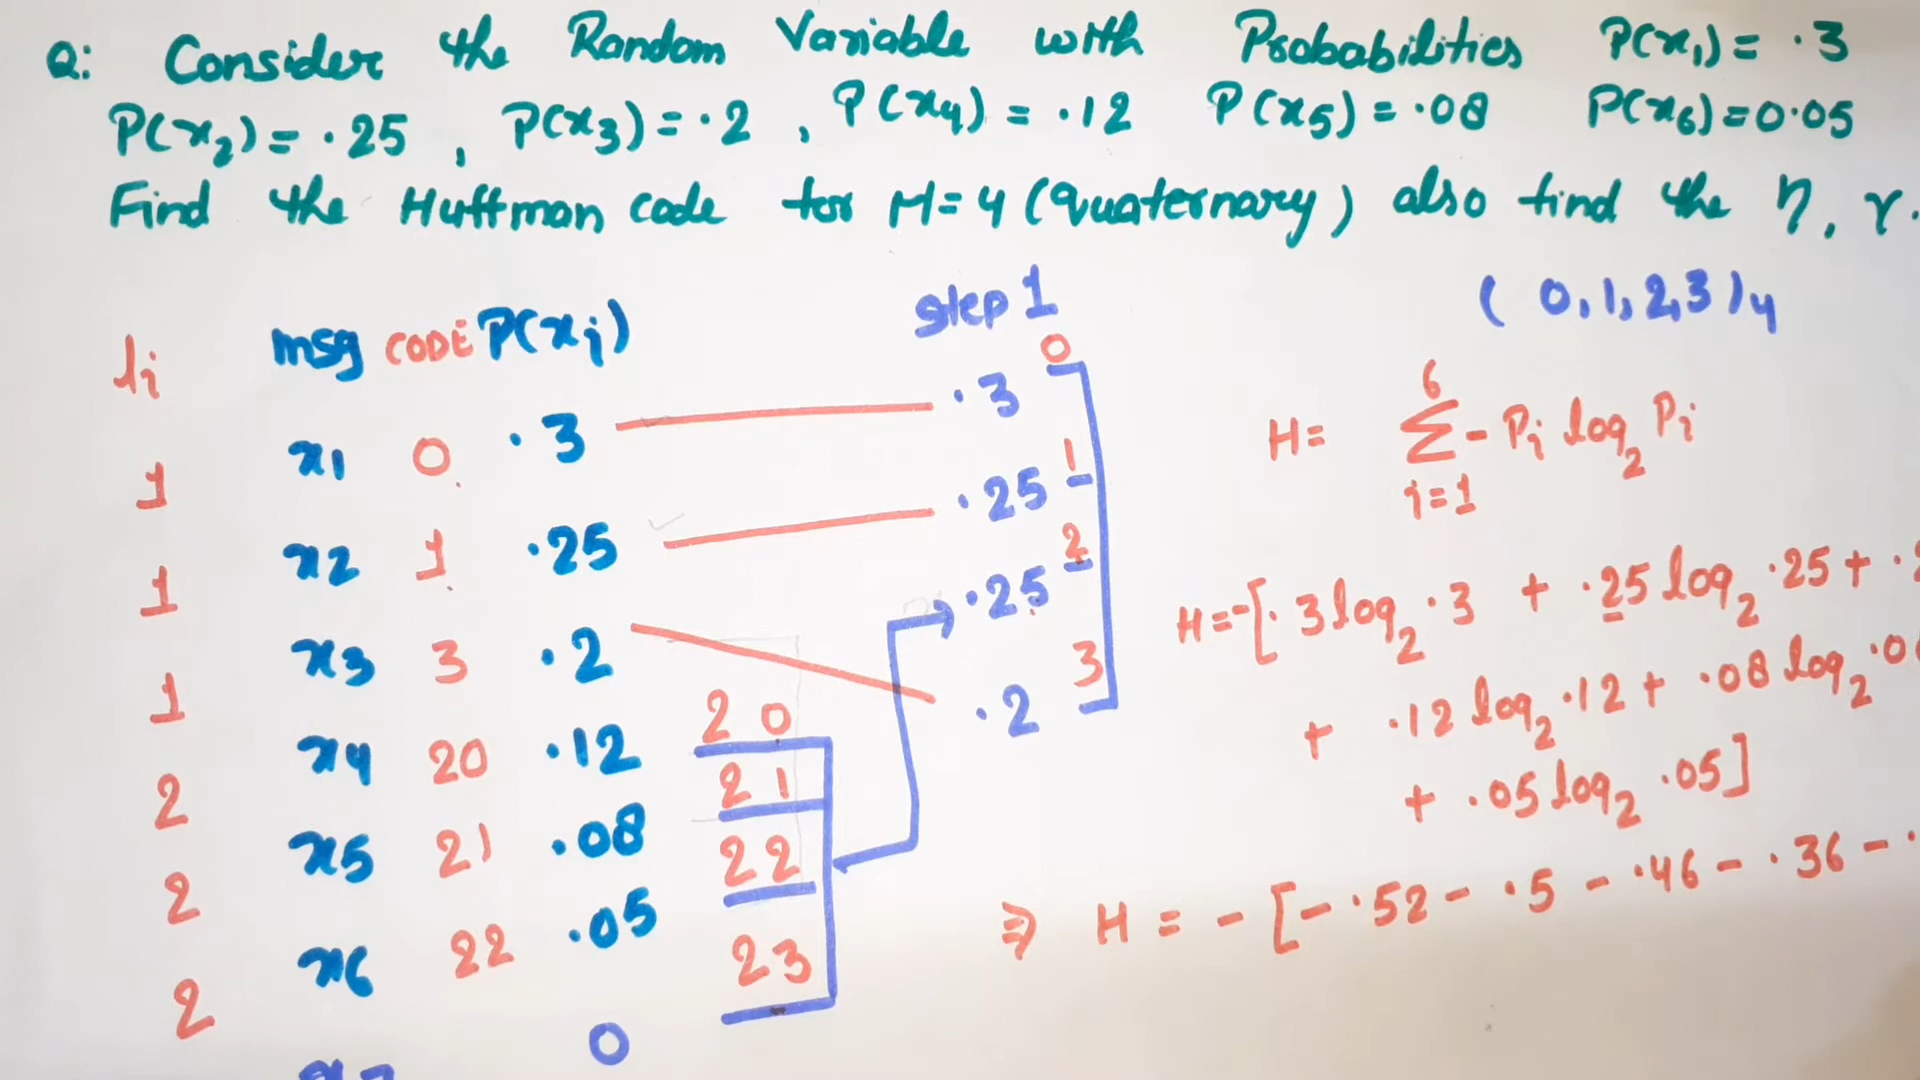 Q: Consider the Random Variable with Probabilities P(x1) = .3
P(x2) = .25 , P(x3) = .2 , P(x4) = .12 P(x5) = .08 P(x6) = 0.05
Find the Huffman code for M=4 (Quaternary) also find the η, γ.
(0,1,2,3)4
step 1
li msg CODE P(xi)
1 x1 0 .3 .3 0
1 x2 1 .25 .25 1
1 x3 3 .2 .25 2
2 x4 20 .12 20 .2 3
2 x5 21 .08 21
2 x6 22 .05 22
23
0
H = 6 Σ i=1 - Pi log2 Pi
H = -[.3 log2 .3 + .25 log2 .25 + .
+ .12 log2 .12 + .08 log2 .0
+ .05 log2 .05]
⇒ H = - [- .52 - .5 - .46 - .36 - .